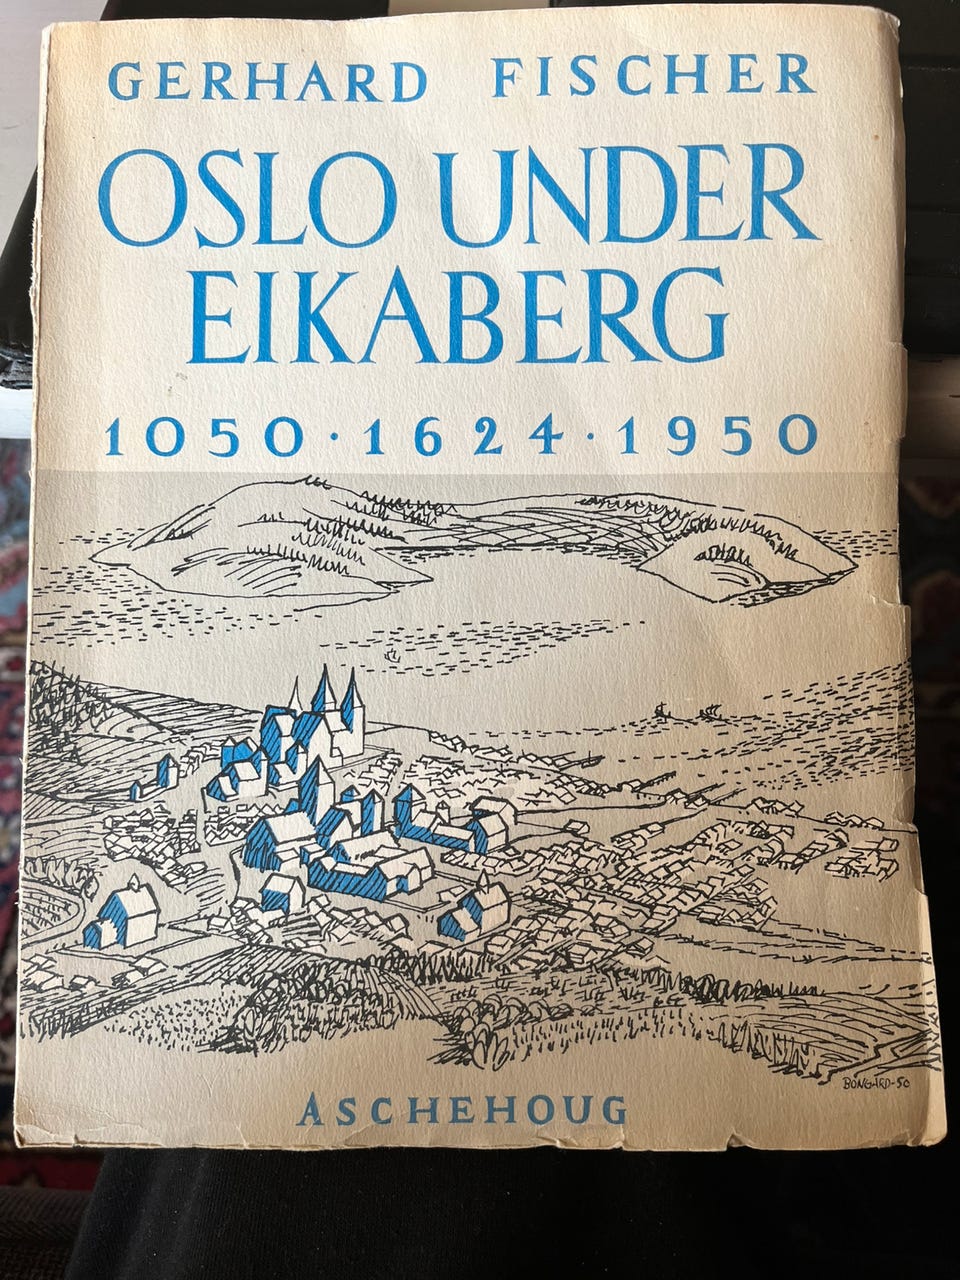 GERHARD FISCHER
OSLO UNDER
EIKABERG
1050 · 1624 · 1950
BONGARD-50
ASCHEHOUG